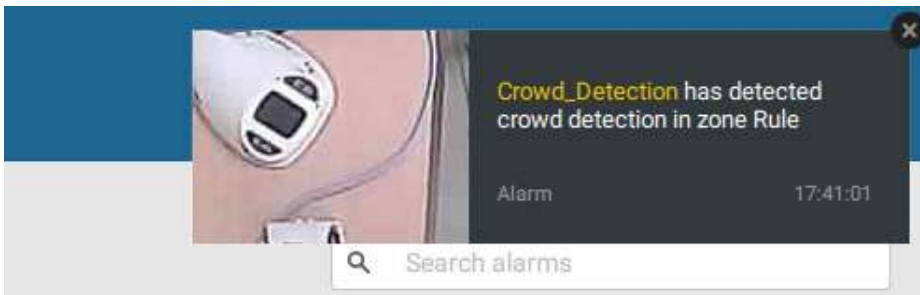 Crowd_Detection has detected
crowd detection in zone Rule
Alarm 17:41:01
Search alarms